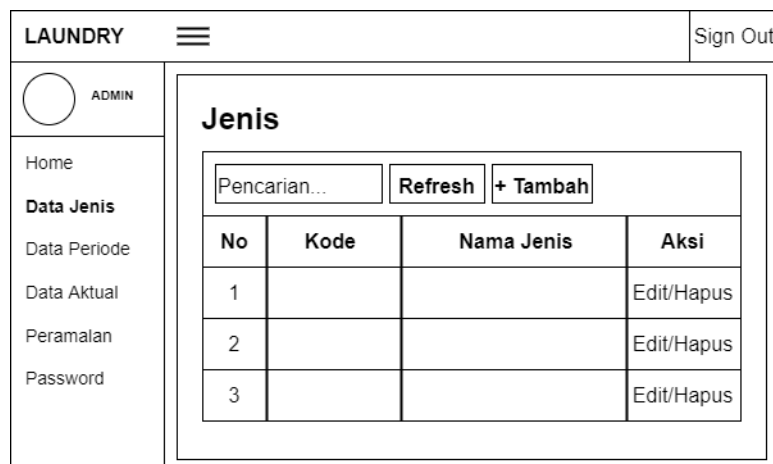 LAUNDRY Sign Out
ADMIN
Home
Data Jenis
Data Periode
Data Aktual
Peramalan
Password
Jenis
Pencarian... Refresh + Tambah
No Kode Nama Jenis Aksi
1 Edit/Hapus
2 Edit/Hapus
3 Edit/Hapus